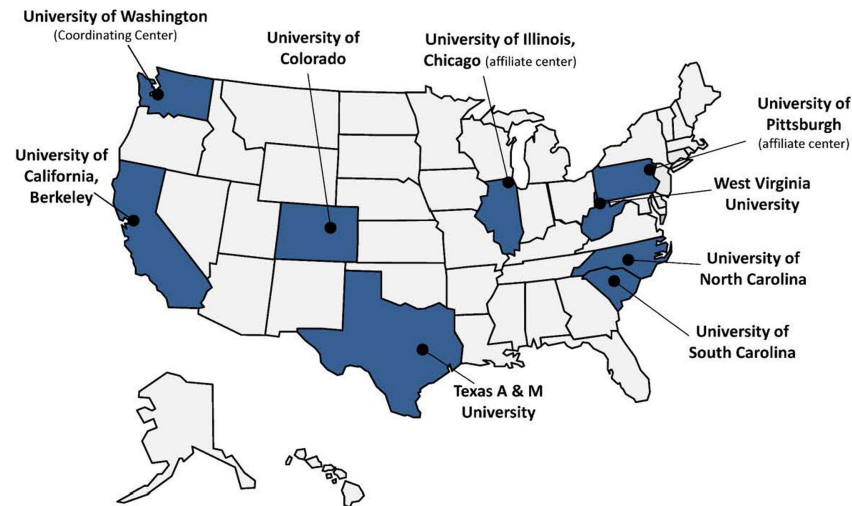 University of Washington
(Coordinating Center)
University of
Colorado
University of Illinois,
Chicago (affiliate center)
University of
Pittsburgh
(affiliate center)
University of
California,
Berkeley
West Virginia
University
University of
North Carolina
University of
South Carolina
Texas A & M
University